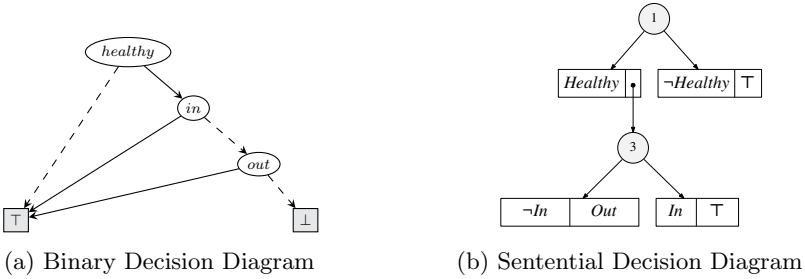 healthy
in
out
⊤
⊥
(a) Binary Decision Diagram
1
Healthy
¬Healthy ⊤
3
¬In Out
In ⊤
(b) Sentential Decision Diagram